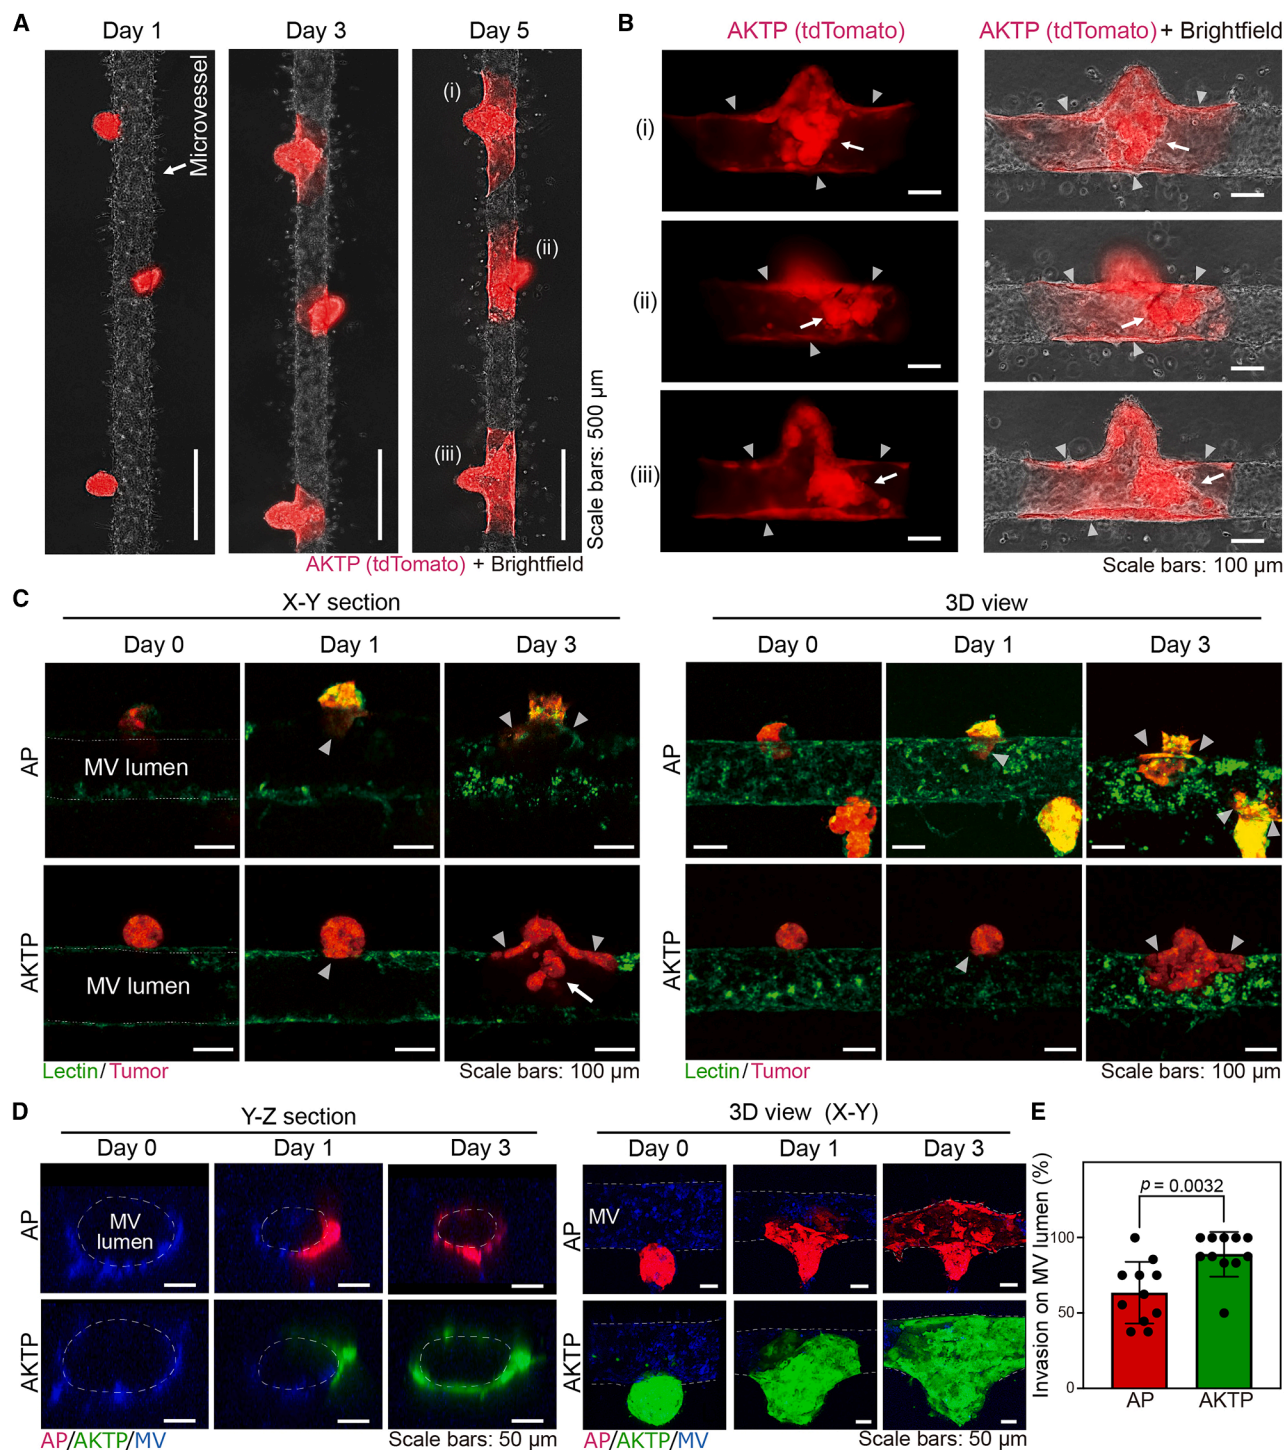 A
Day 1
Day 3
Day 5
Microvessel
(i)
(ii)
(iii)
Scale bars: 500 µm
AKTP (tdTomato) + Brightfield
B
AKTP (tdTomato)
AKTP (tdTomato) + Brightfield
(i)
(ii)
(iii)
Scale bars: 100 µm
C
X-Y section
3D view
Day 0
Day 1
Day 3
Day 0
Day 1
Day 3
AP
MV lumen
AP
AKTP
MV lumen
AKTP
Lectin/Tumor
Scale bars: 100 µm
Lectin/Tumor
Scale bars: 100 µm
D
Y-Z section
3D view (X-Y)
Day 0
Day 1
Day 3
Day 0
Day 1
Day 3
AP
MV
lumen
AP
MV
AKTP
AKTP
AP/AKTP/MV
Scale bars: 50 µm
AP/AKTP/MV
Scale bars: 50 µm
E
Invasion on MV lumen (%)
p = 0.0032
100
50
0
AP
AKTP